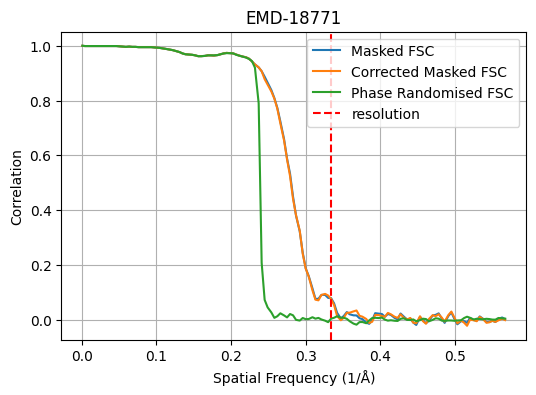 EMD-18771
Masked FSC
Corrected Masked FSC
Phase Randomised FSC
resolution
Correlation
1.0
0.8
0.6
0.4
0.2
0.0
0.0 0.1 0.2 0.3 0.4 0.5
Spatial Frequency (1/Å)